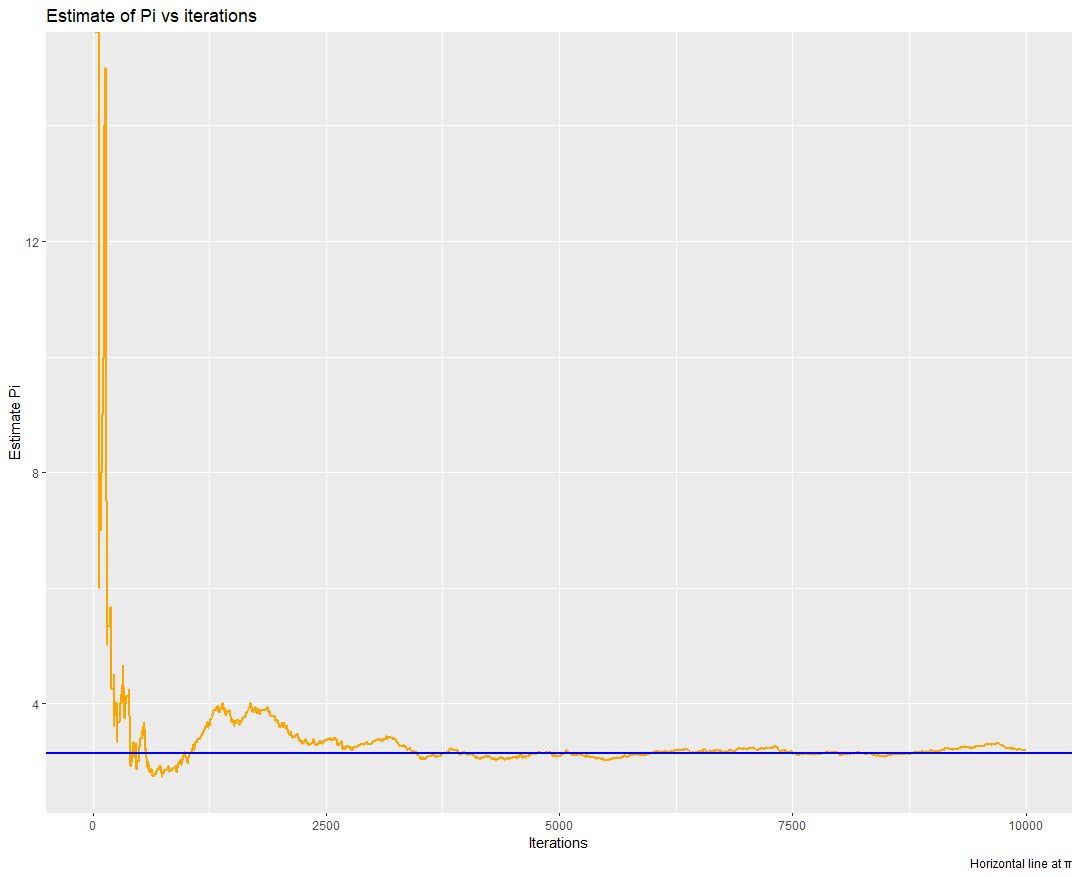 Estimate of Pi vs iterations
Estimate Pi
12
8
4
0 2500 5000 7500 10000
Iterations
Horizontal line at π